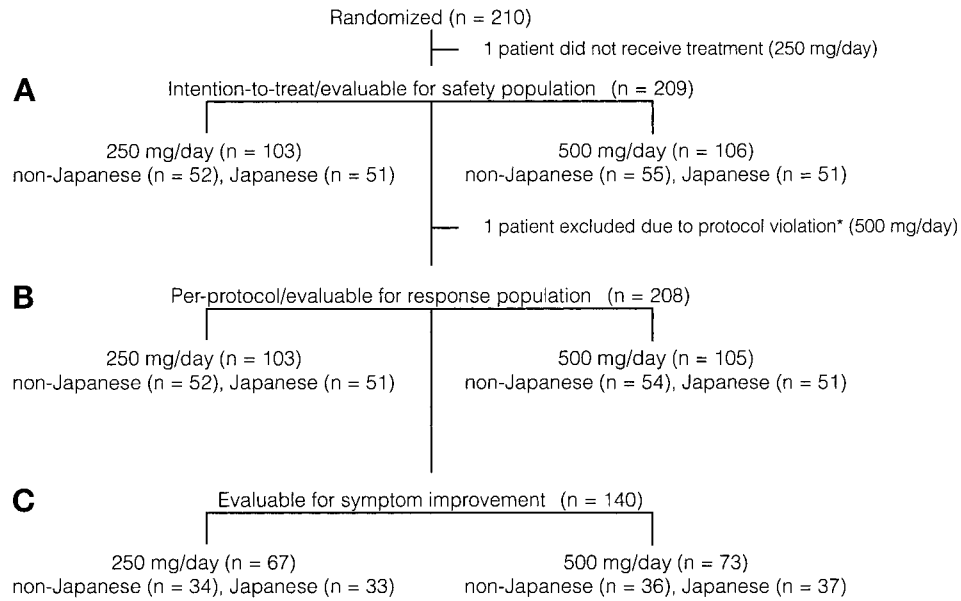 Randomized (n = 210)
1 patient did not receive treatment (250 mg/day)
A
Intention-to-treat/evaluable for safety population (n = 209)
250 mg/day (n = 103)
non-Japanese (n = 52), Japanese (n = 51)
500 mg/day (n = 106)
non-Japanese (n = 55), Japanese (n = 51)
1 patient excluded due to protocol violation* (500 mg/day)
B
Per-protocol/evaluable for response population (n = 208)
250 mg/day (n = 103)
non-Japanese (n = 52), Japanese (n = 51)
500 mg/day (n = 105)
non-Japanese (n = 54), Japanese (n = 51)
C
Evaluable for symptom improvement (n = 140)
250 mg/day (n = 67)
non-Japanese (n = 34), Japanese (n = 33)
500 mg/day (n = 73)
non-Japanese (n = 36), Japanese (n = 37)